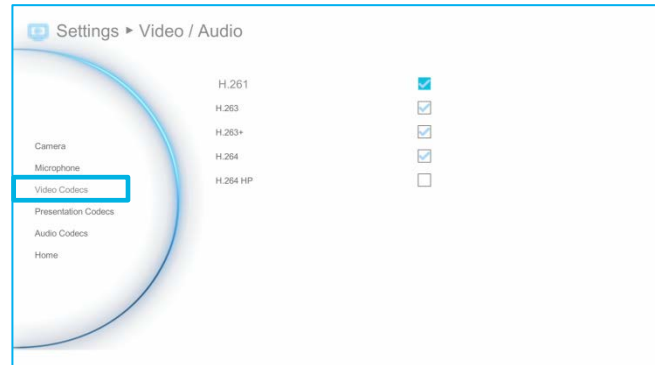 Settings ▸ Video / Audio
H.261
H.263
H.263+
H.264
H.264 HP
Camera
Microphone
Video Codecs
Presentation Codecs
Audio Codecs
Home